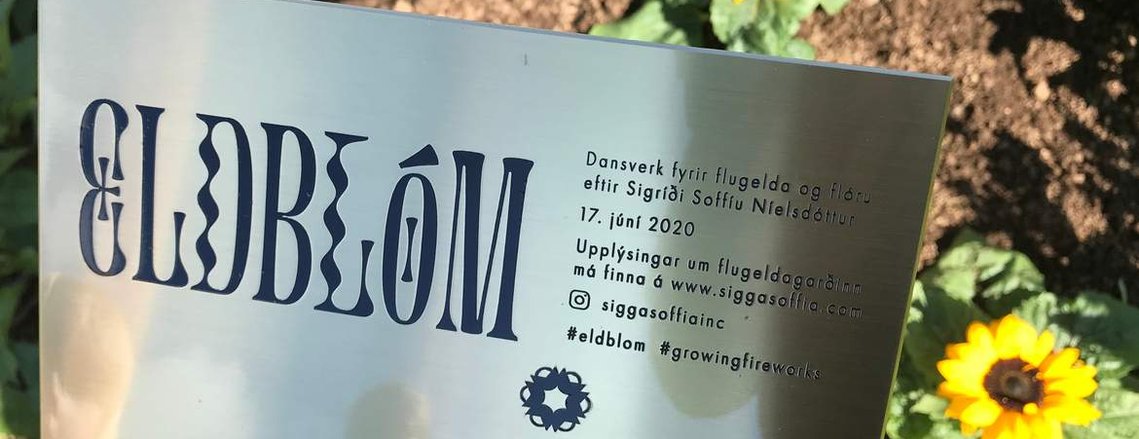 ELDBLÓM
Dansverk fyrir flugelda og flóru
eftir Sigríði Soffíu Níelsdóttur
17. júní 2020
Upplýsingar um flugeldagarðinn
má finna á www.siggasoffia.com
siggasoffiainc
#eldblom #growingfireworks